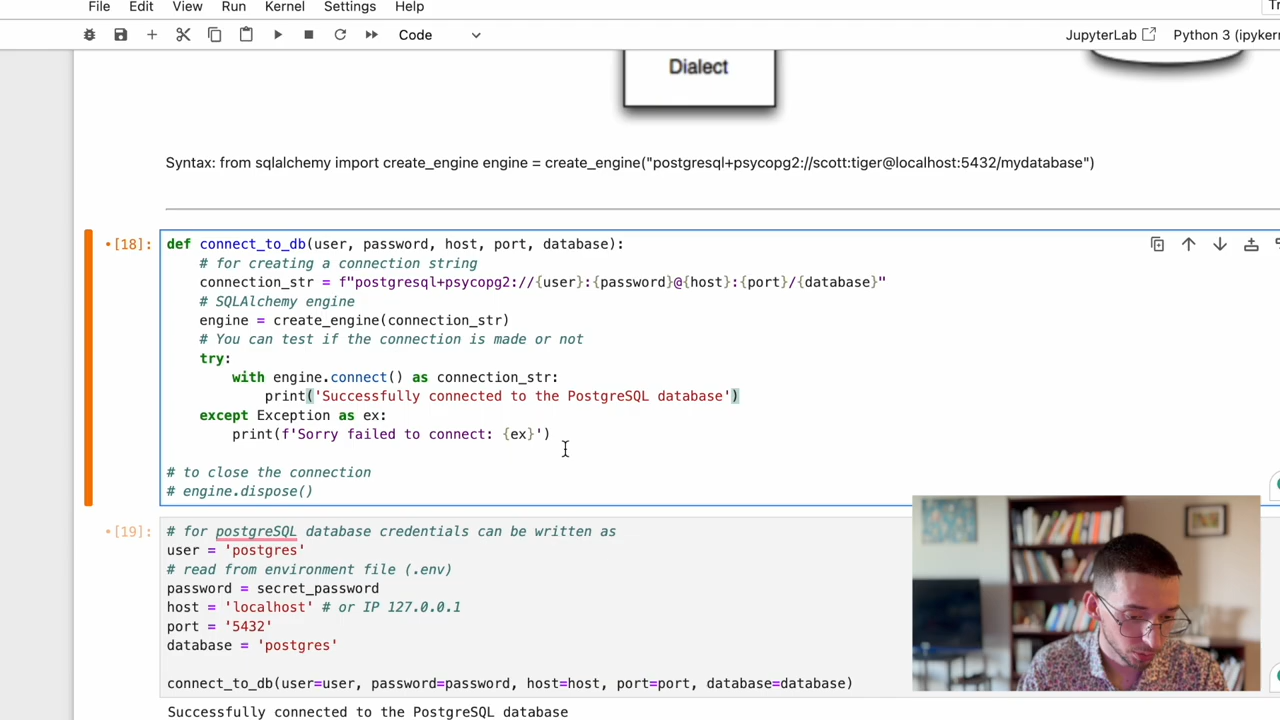 File Edit View Run Kernel Settings Help
Code JupyterLab Python 3 (ipyker
Dialect
Syntax: from sqlalchemy import create_engine engine = create_engine("postgresql+psycopg2://scott:tiger@localhost:5432/mydatabase")
[18]: def connect_to_db(user, password, host, port, database):
# for creating a connection string
connection_str = f"postgresql+psycopg2://{user}:{password}@{host}:{port}/{database}"
# SQLAlchemy engine
engine = create_engine(connection_str)
# You can test if the connection is made or not
try:
with engine.connect() as connection_str:
print('Successfully connected to the PostgreSQL database')
except Exception as ex:
print(f'Sorry failed to connect: {ex}')
# to close the connection
# engine.dispose()
[19]: # for postgreSQL database credentials can be written as
user = 'postgres'
# read from environment file (.env)
password = secret_password
host = 'localhost' # or IP 127.0.0.1
port = '5432'
database = 'postgres'
connect_to_db(user=user, password=password, host=host, port=port, database=database)
Successfully connected to the PostgreSQL database